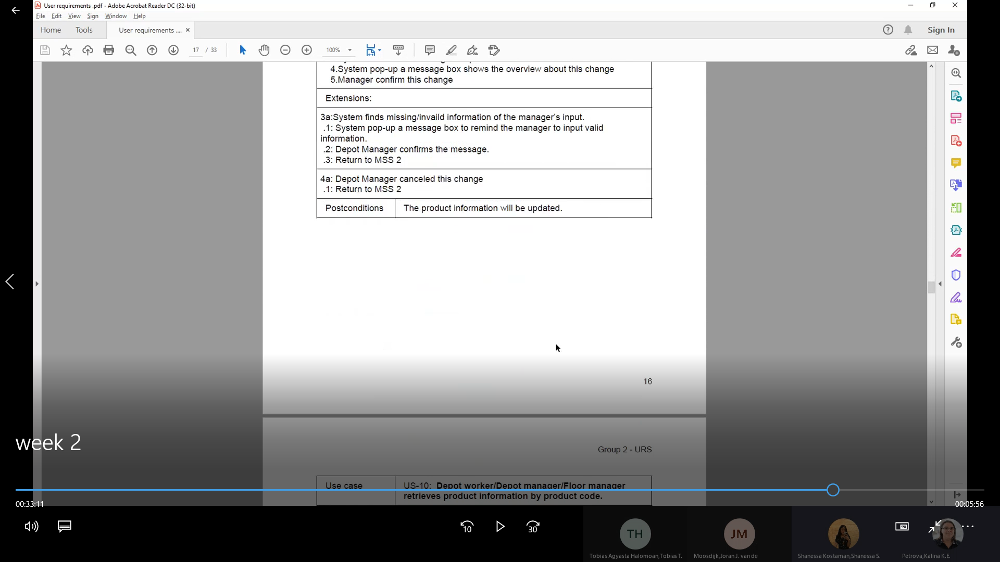 User requirements .pdf - Adobe Acrobat Reader DC (32-bit)
File Edit View Sign Window Help
Home Tools User requirements .... × Sign In
17 / 33 100%
4.System pop-up a message box shows the overview about this change
5.Manager confirm this change
Extensions:
3a:System finds missing/invaild information of the manager's input.
.1: System pop-up a message box to remind the manager to input valid
information.
.2: Depot Manager confirms the message.
.3: Return to MSS 2
4a: Depot Manager canceled this change
.1: Return to MSS 2
Postconditions The product information will be updated.
16
week 2
Group 2 - URS
Use case US-10: Depot worker/Depot manager/Floor manager
retrieves product information by product code.
00:33:11 00:05:56
10 30
TH JM
Tobias Agyasta Halomoan,Tobias T. Moosdijk,Joran J. van de Shanessa Kostaman,Shanessa S. Petrova,Kalina K.E.